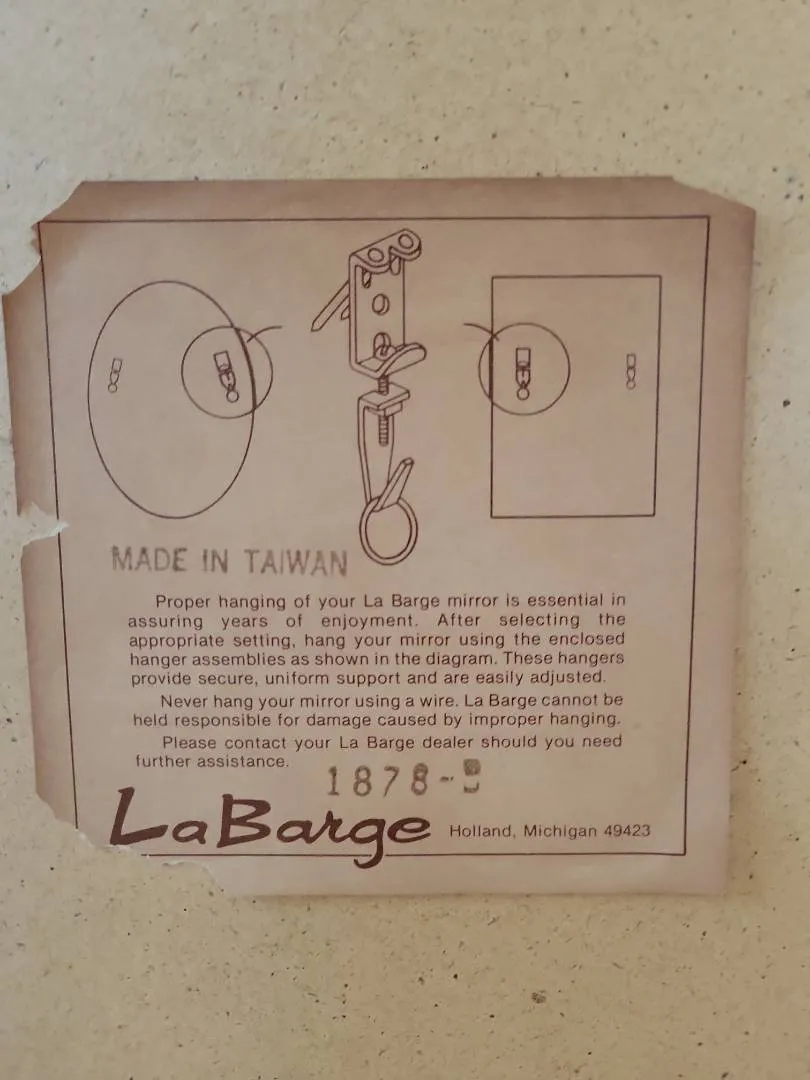 MADE IN TAIWAN
Proper hanging of your La Barge mirror is essential in
assuring years of enjoyment. After selecting the
appropriate setting, hang your mirror using the enclosed
hanger assemblies as shown in the diagram. These hangers
provide secure, uniform support and are easily adjusted.
Never hang your mirror using a wire. La Barge cannot be
held responsible for damage caused by improper hanging.
Please contact your La Barge dealer should you need
further assistance.
1878-
LaBarge Holland, Michigan 49423